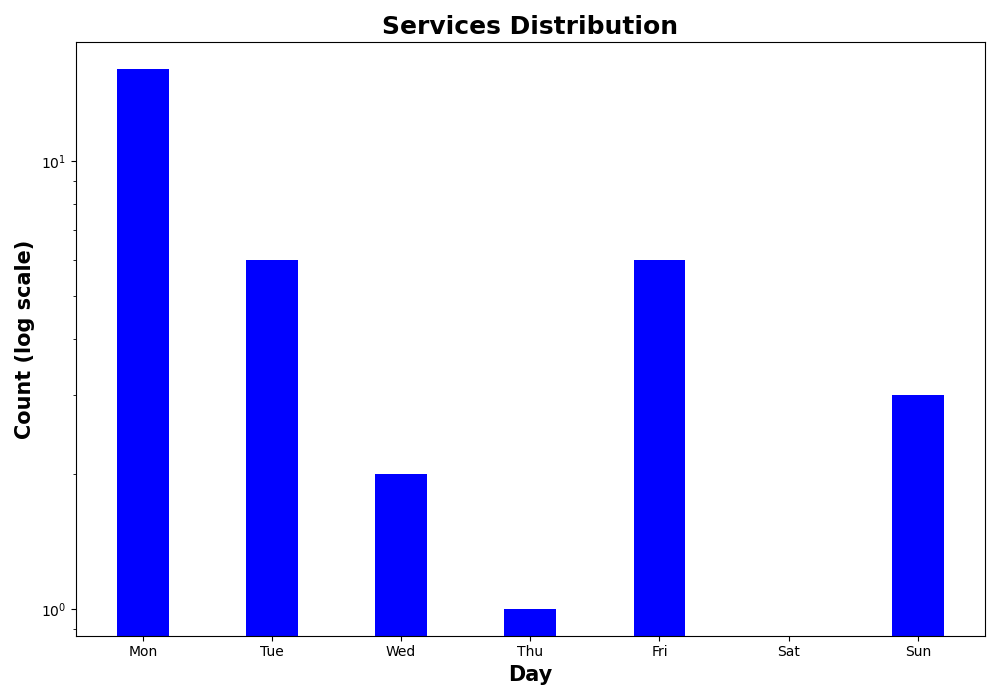 Services Distribution
Count (log scale)
10¹
10⁰
Mon Tue Wed Thu Fri Sat Sun
Day